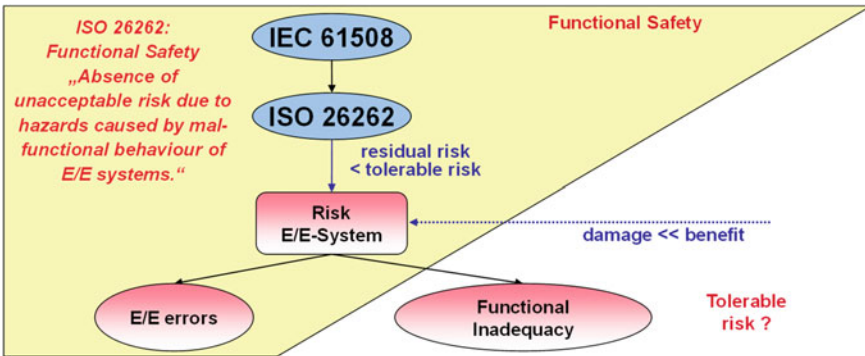 ISO 26262:
Functional Safety
„Absence of
unacceptable risk due to
hazards caused by mal-
functional behaviour of
E/E systems.“
IEC 61508
Functional Safety
ISO 26262
residual risk
< tolerable risk
Risk
E/E-System
damage << benefit
E/E errors
Functional
Inadequacy
Tolerable
risk ?